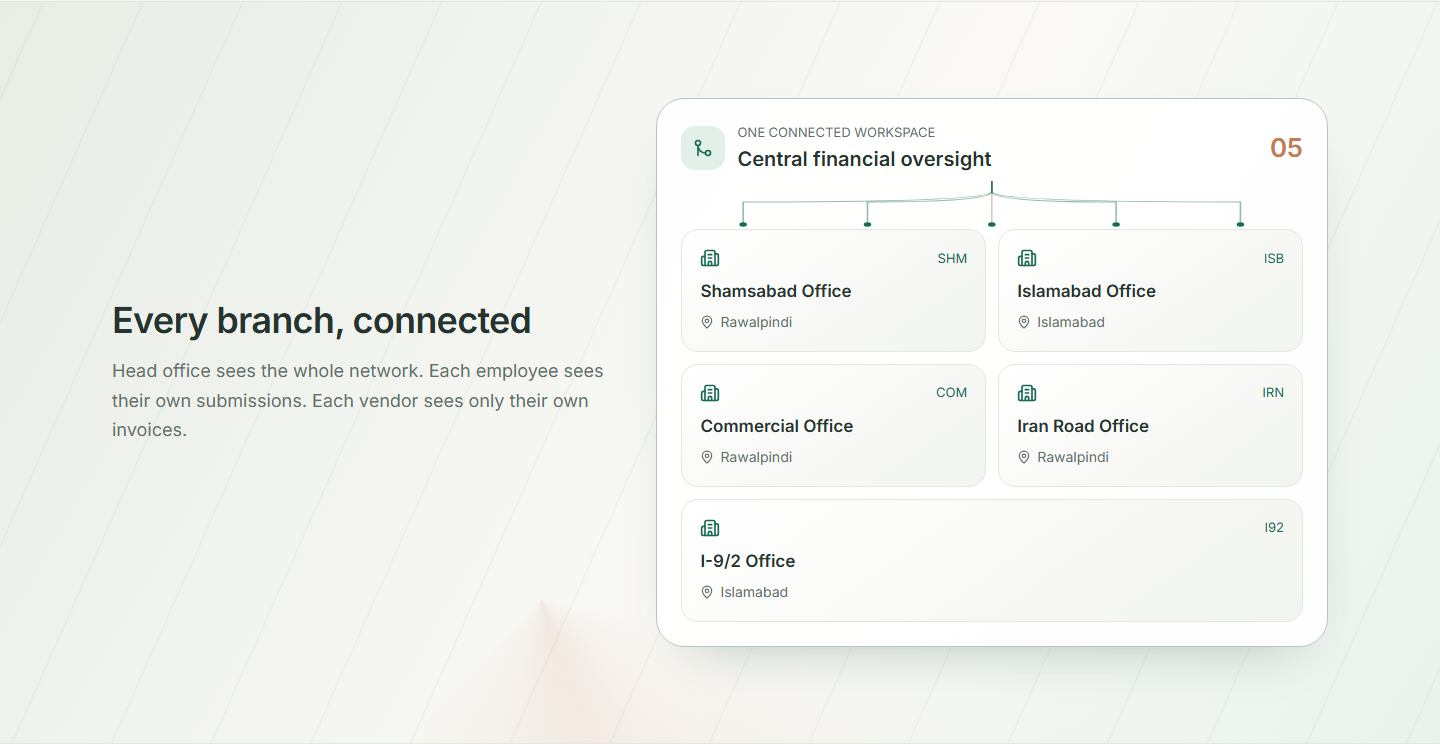 Every branch, connected
Head office sees the whole network. Each employee sees
their own submissions. Each vendor sees only their own
invoices.
ONE CONNECTED WORKSPACE
Central financial oversight
05
SHM
Shamsabad Office
Rawalpindi
ISB
Islamabad Office
Islamabad
COM
Commercial Office
Rawalpindi
IRN
Iran Road Office
Rawalpindi
I92
I-9/2 Office
Islamabad